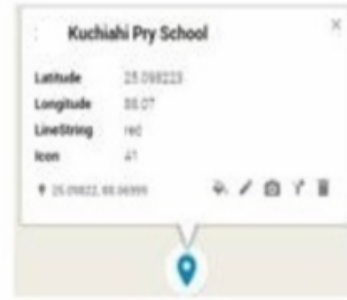 Kuchiahi Pry School
Latitude 25.098223
Longitude 88.07
LineString red
Icon 41
25.09822, 88.06999